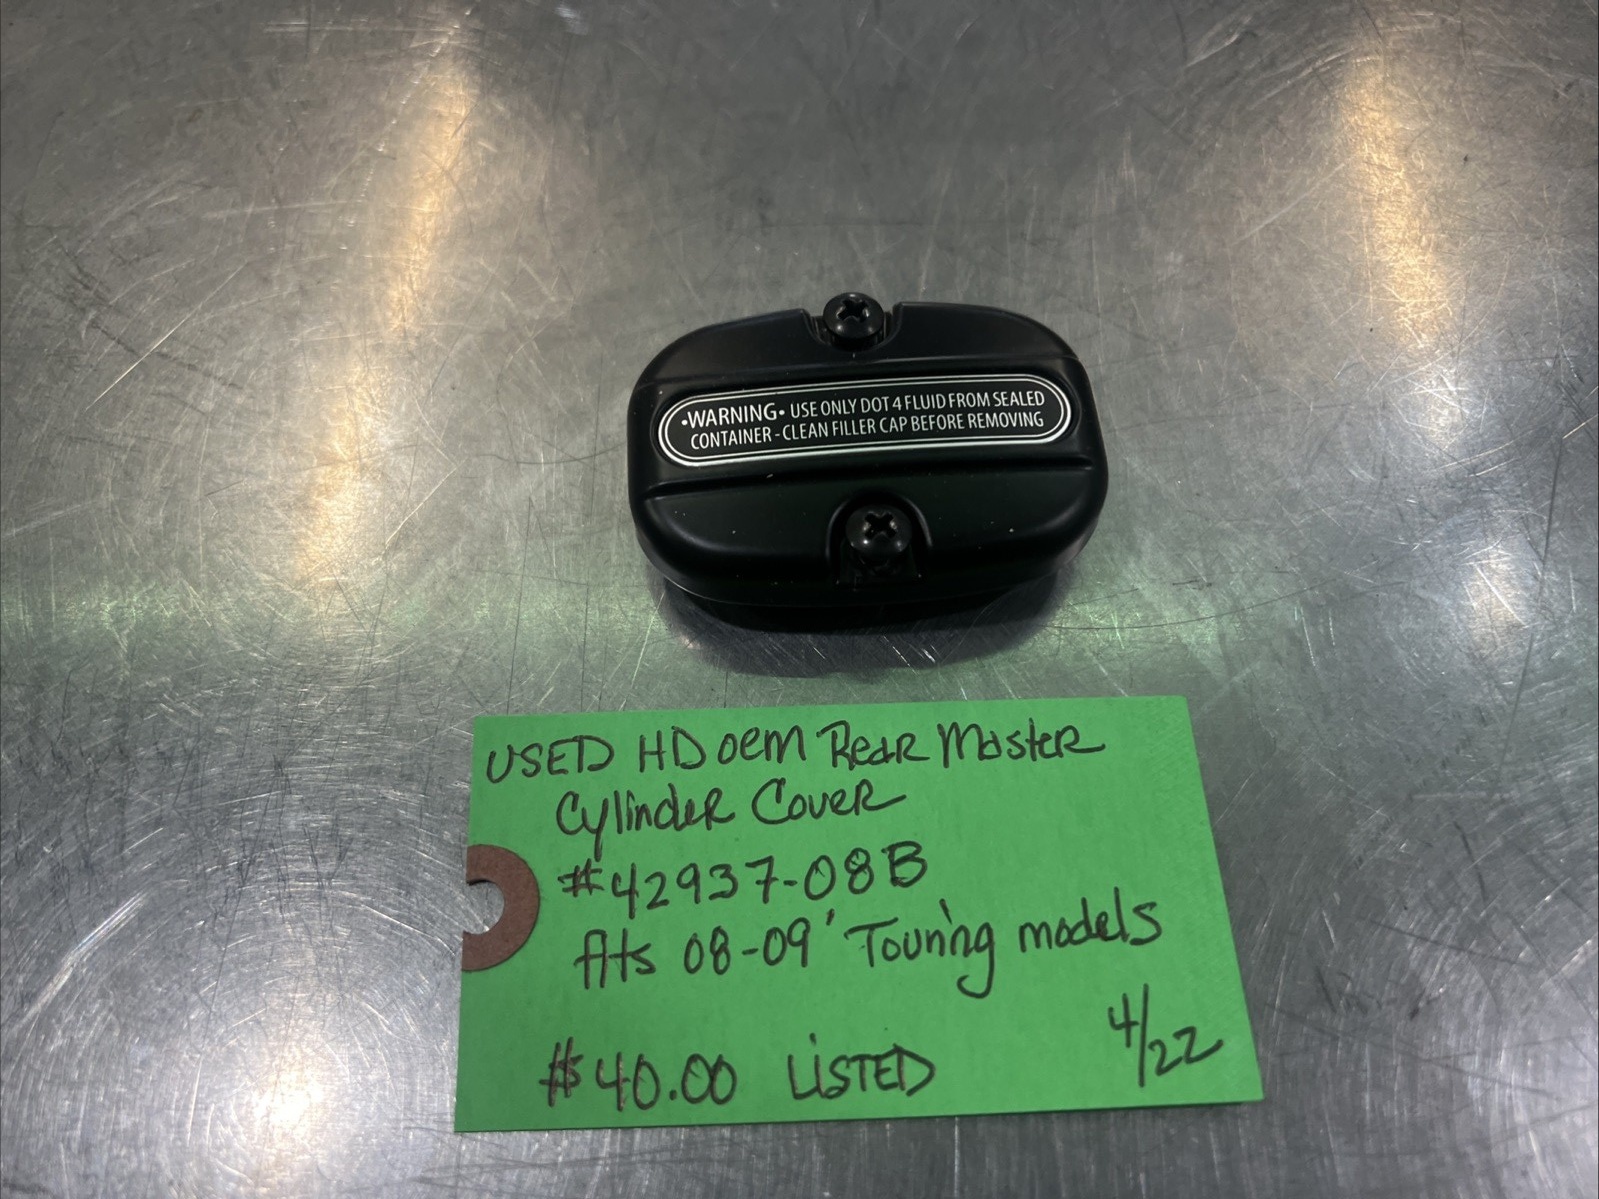 •WARNING• USE ONLY DOT 4 FLUID FROM SEALED
CONTAINER - CLEAN FILLER CAP BEFORE REMOVING
USED HD OEM REAR MASTER
Cylinder Cover
#42937-08B
fits 08-09' Touring models
4/22
$40.00 LISTED